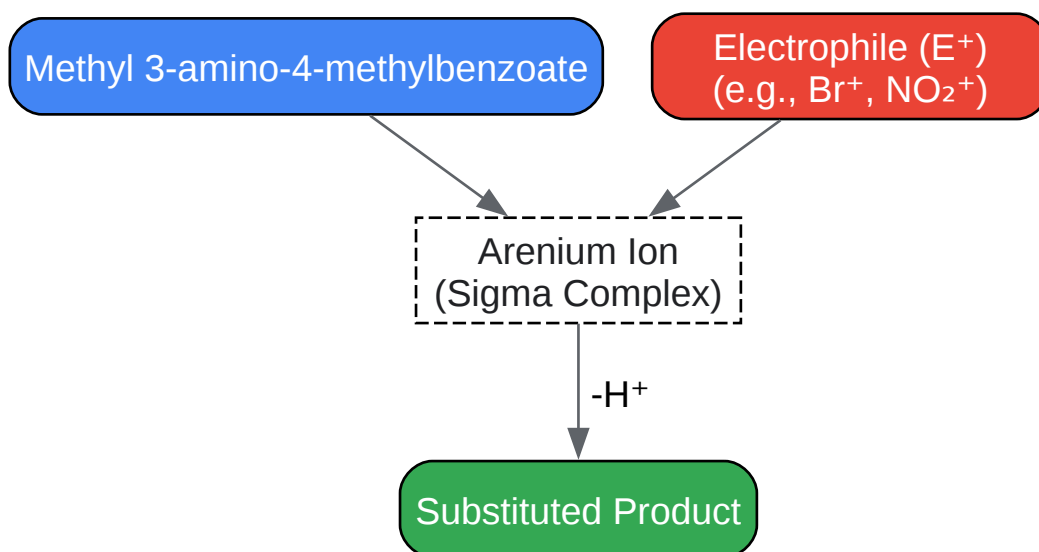 Methyl 3-amino-4-methylbenzoate
Electrophile (E⁺)
(e.g., Br⁺, NO₂⁺)
Arenium Ion
(Sigma Complex)
-H⁺
Substituted Product